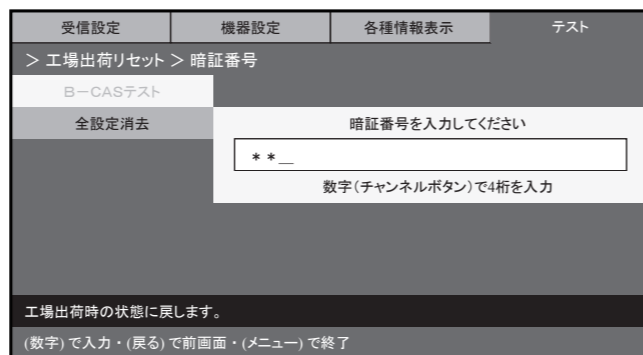 受信設定 機器設定 各種情報表示 テスト
＞ 工場出荷リセット ＞ 暗証番号
B－CASテスト
全設定消去 暗証番号を入力してください
＊＊＿
数字（チャンネルボタン）で4桁を入力
工場出荷時の状態に戻します。
(数字) で入力・(戻る) で前画面・(メニュー) で終了